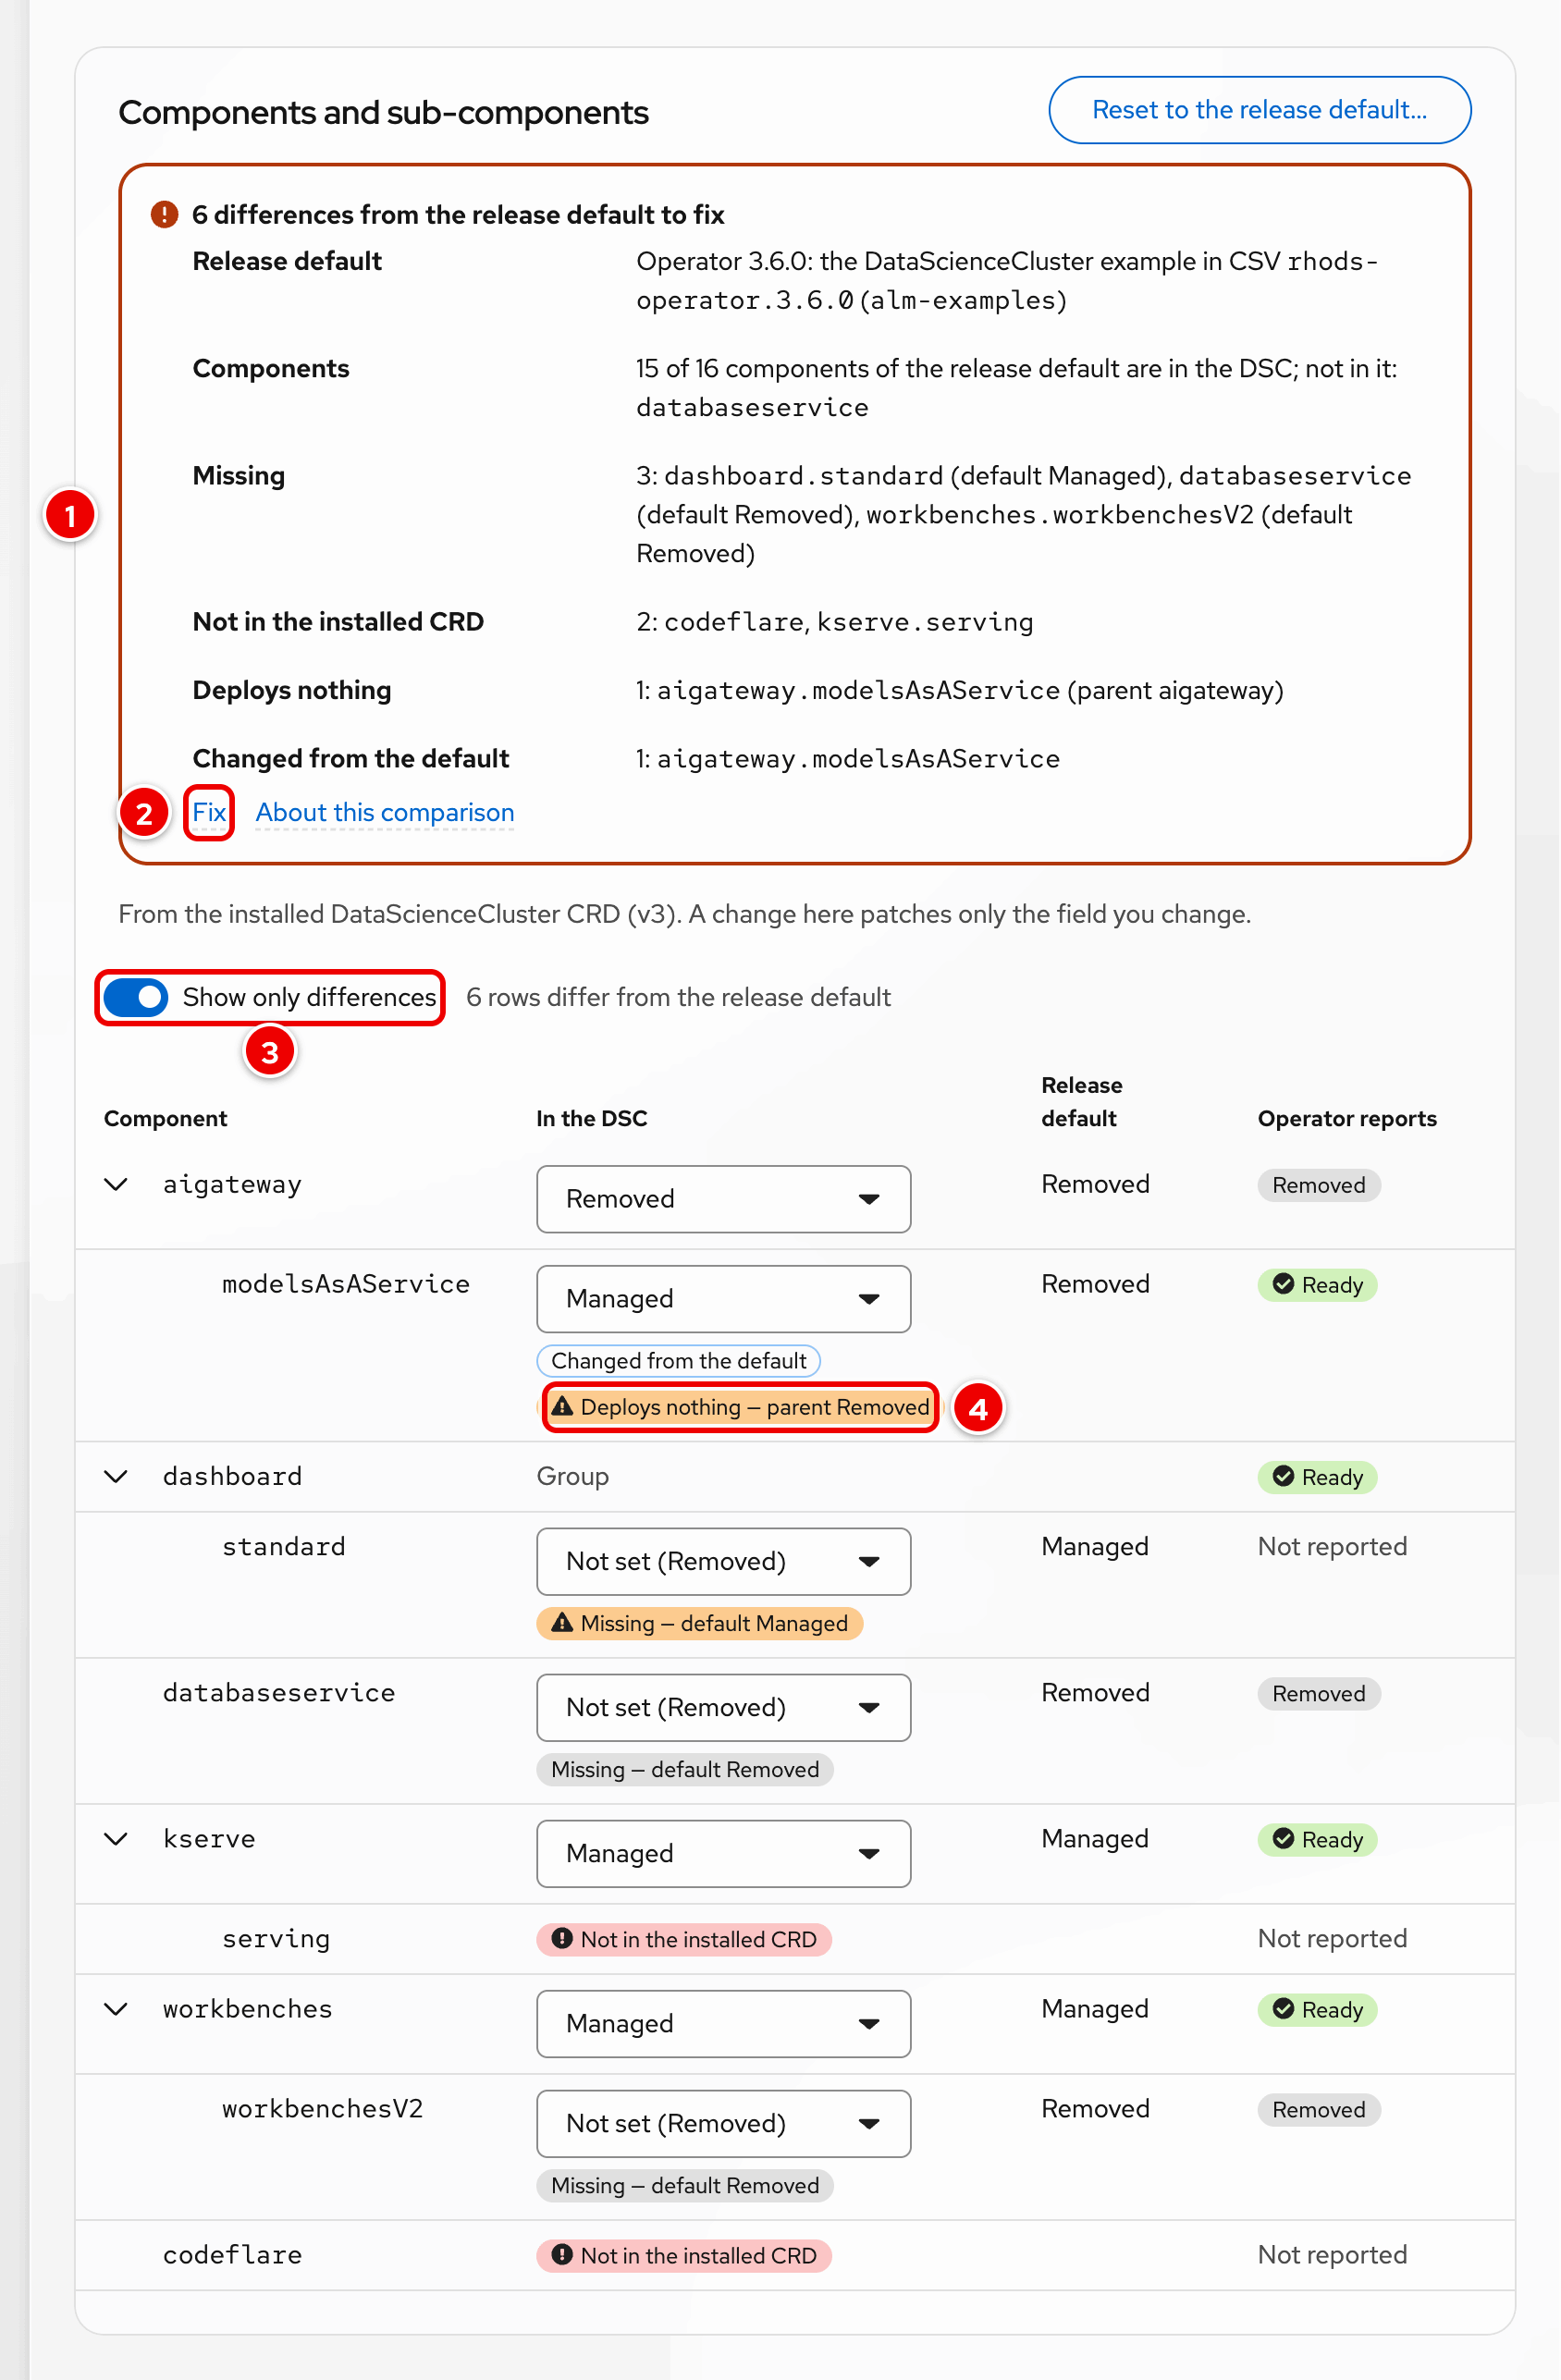 Components and sub-components
Reset to the release default...
6 differences from the release default to fix
Release default
Operator 3.6.0: the DataScienceCluster example in CSV rhods-
operator.3.6.0 (alm-examples)
Components
15 of 16 components of the release default are in the DSC; not in it:
databaseservice
Missing
3: dashboard.standard (default Managed), databaseservice
(default Removed), workbenches.workbenchesV2 (default
Removed)
1
Not in the installed CRD
2: codeflare, kserve.serving
Deploys nothing
1: aigateway.modelsAsAService (parent aigateway)
Changed from the default
1: aigateway.modelsAsAService
2
Fix
About this comparison
From the installed DataScienceCluster CRD (v3). A change here patches only the field you change.
Show only differences
6 rows differ from the release default
3
Component
In the DSC
Release
default
Operator reports
aigateway
Removed
Removed
Removed
modelsAsAService
Managed
Removed
Ready
Changed from the default
Deploys nothing – parent Removed
4
dashboard
Group
Ready
standard
Not set (Removed)
Managed
Not reported
Missing – default Managed
databaseservice
Not set (Removed)
Removed
Removed
Missing – default Removed
kserve
Managed
Managed
Ready
serving
Not in the installed CRD
Not reported
workbenches
Managed
Managed
Ready
workbenchesV2
Not set (Removed)
Removed
Removed
Missing – default Removed
codeflare
Not in the installed CRD
Not reported